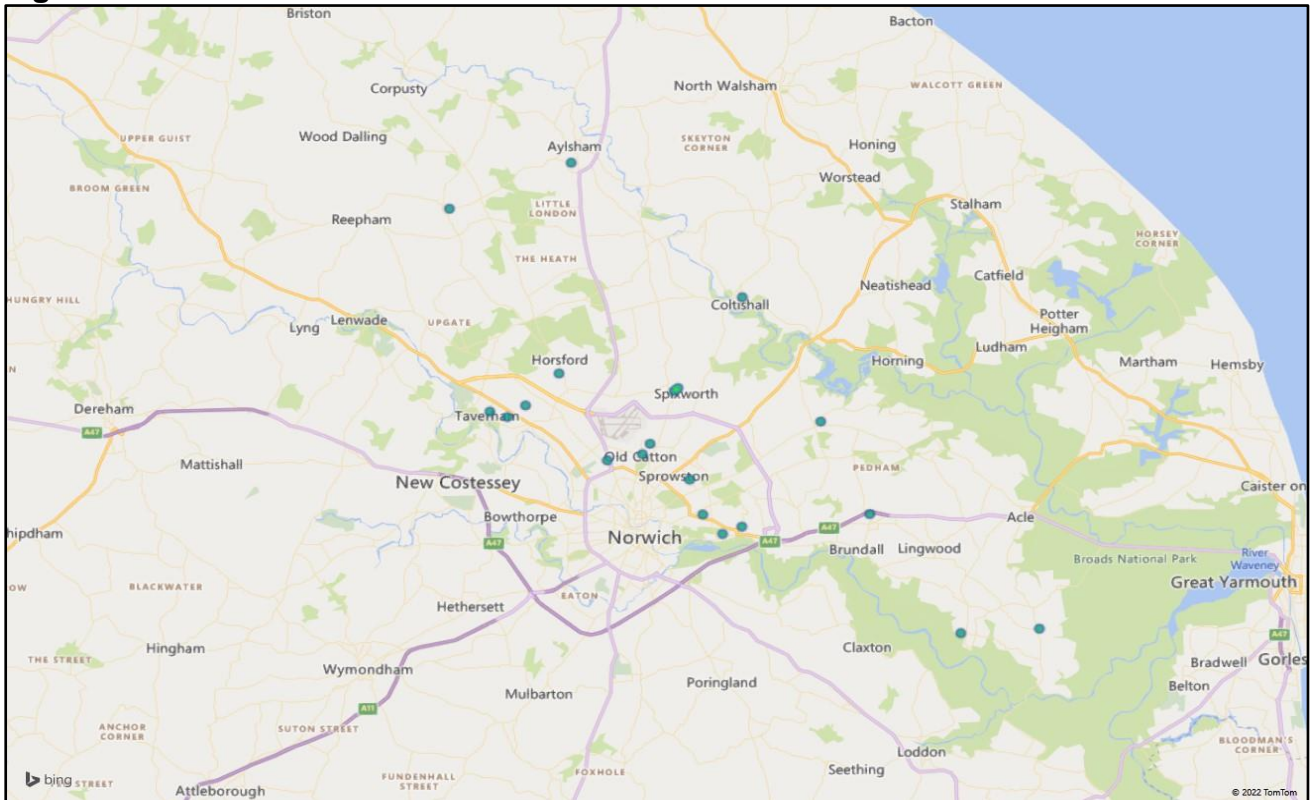 Briston
Bacton
Corpusty
North Walsham
WALCOTT GREEN
UPPER GUIST
Wood Dalling
Aylsham
SKEYTON
CORNER
Honing
BROOM GREEN
Worstead
Reepham
LITTLE
LONDON
Stalham
HORSEY
CORNER
THE HEATH
Catfield
Neatishead
HUNGRY HILL
Coltishall
Lyng
Lenwade
UPGATE
Potter
Heigham
Ludham
Horsford
Horning
Martham
Hemsby
Spixworth
Dereham
Taverham
A47
Mattishall
Old Catton
PEDHAM
Sprowston
New Costessey
Caister on
Bowthorpe
Acle
hipdham
A47
Norwich
A47
A47
Brundall
Lingwood
Broads National Park
River
Waveney
Great Yarmouth
OW
BLACKWATER
EATON
Hethersett
A47
Hingham
Claxton
THE STREET
Wymondham
Bradwell
Gorles
Poringland
Belton
Mulbarton
A11
ANCHOR
CORNER
SUTON STREET
BLOODMAN'S
CORNER
Loddon
FUNDENHALL
STREET
FOXHOLE
Seething
bing
STREET
Attleborough
© 2022 TomTom